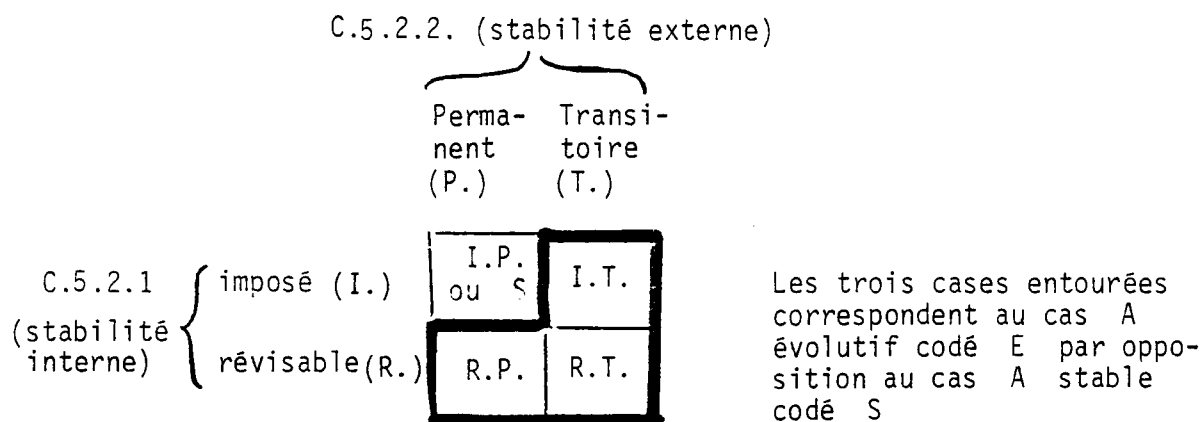 C.5.2.2. (stabilité externe)
Perma- Transi-
nent toire
(P.) (T.)
C.5.2.1
(stabilité
interne)
imposé (I.)
révisable(R.)
I.P.
ou S
I.T.
R.P.
R.T.
Les trois cases entourées
correspondent au cas A
évolutif codé E par oppo-
sition au cas A stable
codé S